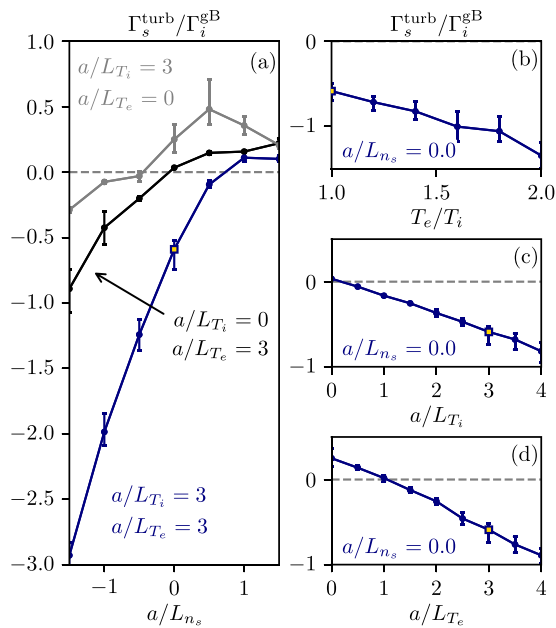 Γ_s^turb/Γ_i^gB
(a)
a/L_{T_i} = 3
a/L_{T_e} = 0
a/L_{T_i} = 0
a/L_{T_e} = 3
a/L_{T_i} = 3
a/L_{T_e} = 3
1.0
0.5
0.0
−0.5
−1.0
−1.5
−2.0
−2.5
−3.0
−1 0 1
a/L_{n_s}
Γ_s^turb/Γ_i^gB
(b)
0
−1
a/L_{n_s} = 0.0
1.0 1.5 2.0
T_e/T_i
(c)
0
−1
a/L_{n_s} = 0.0
0 1 2 3 4
a/L_{T_i}
(d)
0
−1
a/L_{n_s} = 0.0
0 1 2 3 4
a/L_{T_e}